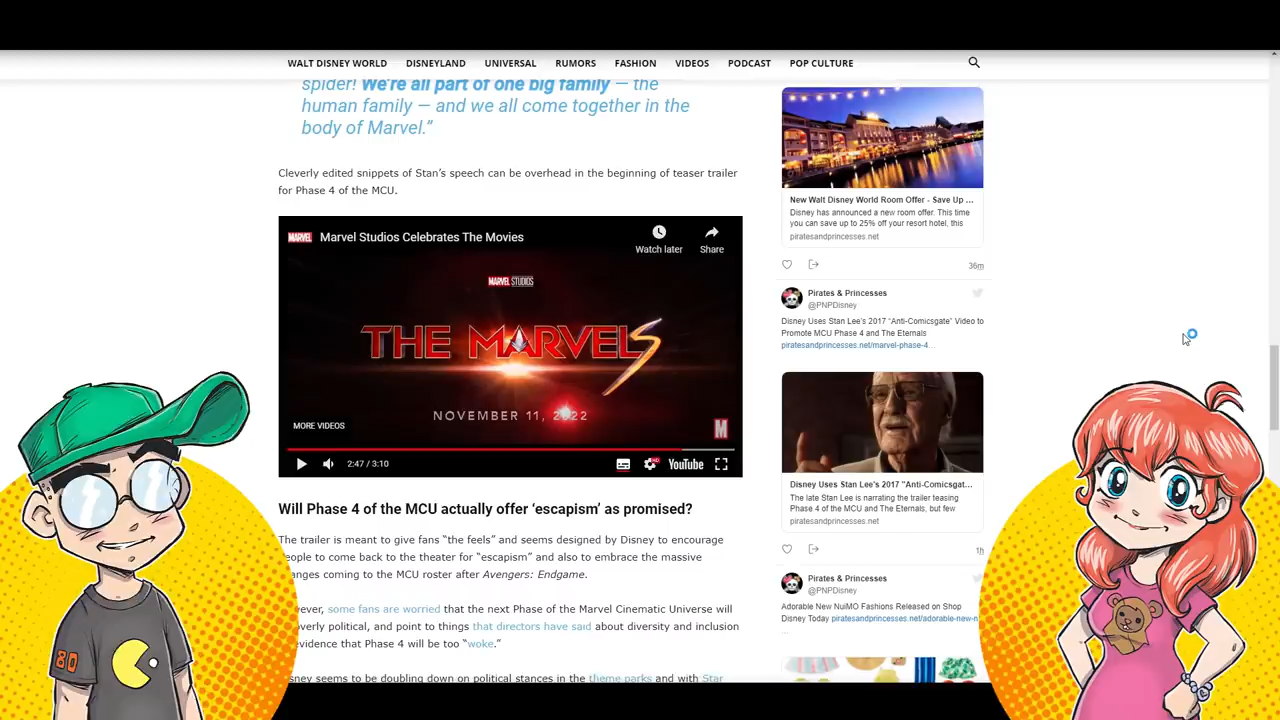 WALT DISNEY WORLD DISNEYLAND UNIVERSAL RUMORS FASHION VIDEOS PODCAST POP CULTURE
spider! We're all part of one big family — the
human family — and we all come together in the
body of Marvel.”
Cleverly edited snippets of Stan's speech can be overhead in the beginning of teaser trailer
for Phase 4 of the MCU.
MARVEL Marvel Studios Celebrates The Movies
Watch later Share
MARVEL STUDIOS
THE MARVELS
NOVEMBER 11, 2022
MORE VIDEOS
M
2:47 / 3:10
HD
YouTube
Will Phase 4 of the MCU actually offer ‘escapism’ as promised?
The trailer is meant to give fans “the feels” and seems designed by Disney to encourage
people to come back to the theater for “escapism” and also to embrace the massive
anges coming to the MCU roster after Avengers: Endgame.
wever, some fans are worried that the next Phase of the Marvel Cinematic Universe will
overly political, and point to things that directors have said about diversity and inclusion
evidence that Phase 4 will be too “woke.”
sney seems to be doubling down on political stances in the theme parks and with Star
New Walt Disney World Room Offer - Save Up ...
Disney has announced a new room offer. This time
you can save up to 25% off your resort hotel, this
piratesandprincesses.net
36m
Pirates & Princesses
@PNPDisney
Disney Uses Stan Lee's 2017 “Anti-Comicsgate” Video to
Promote MCU Phase 4 and The Eternals
piratesandprincesses.net/marvel-phase-4…
Disney Uses Stan Lee's 2017 "Anti-Comicsgat...
The late Stan Lee is narrating the trailer teasing
Phase 4 of the MCU and The Eternals, but few
piratesandprincesses.net
1h
Pirates & Princesses
@PNPDisney
Adorable New NuiMO Fashions Released on Shop
Disney Today piratesandprincesses.net/adorable-new-n
...
80